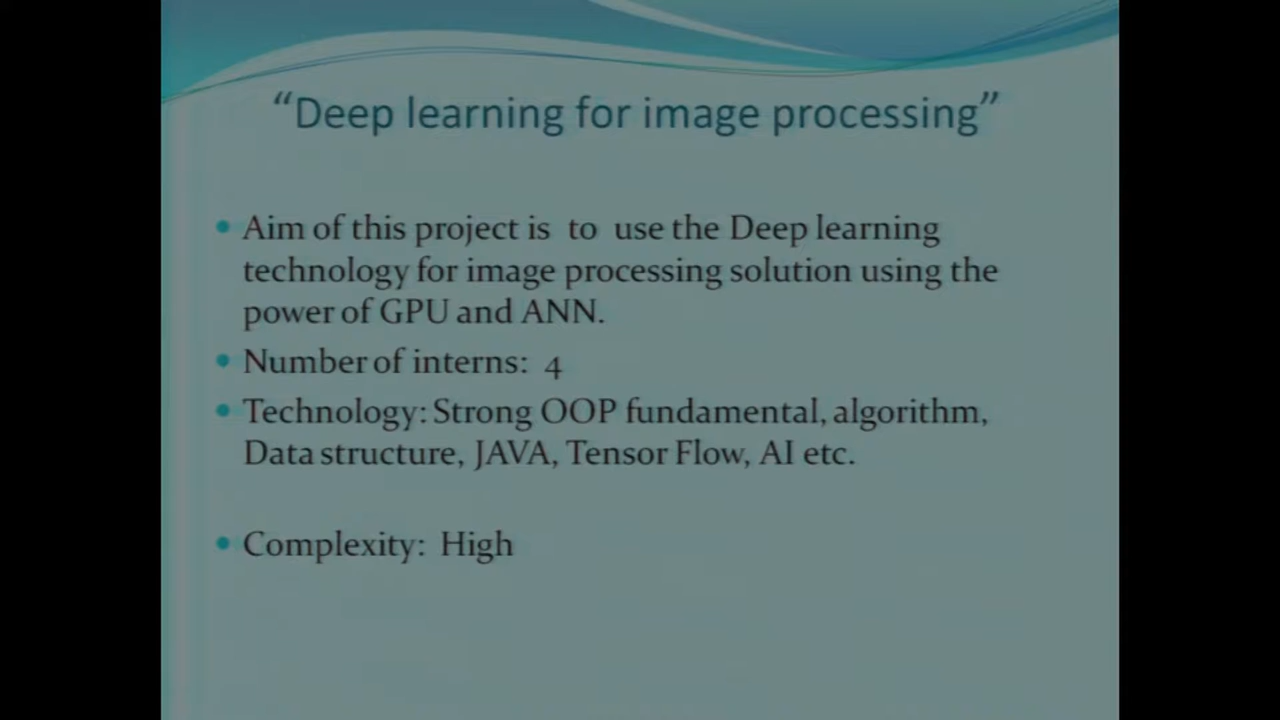 “Deep learning for image processing”
Aim of this project is to use the Deep learning
technology for image processing solution using the
power of GPU and ANN.
Number of interns: 4
Technology: Strong OOP fundamental, algorithm,
Data structure, JAVA, Tensor Flow, AI etc.
Complexity: High